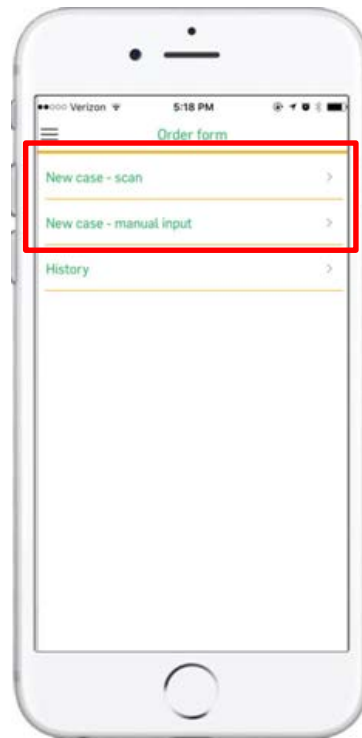 Verizon 5:18 PM
Order form
New case - scan
New case - manual input
History